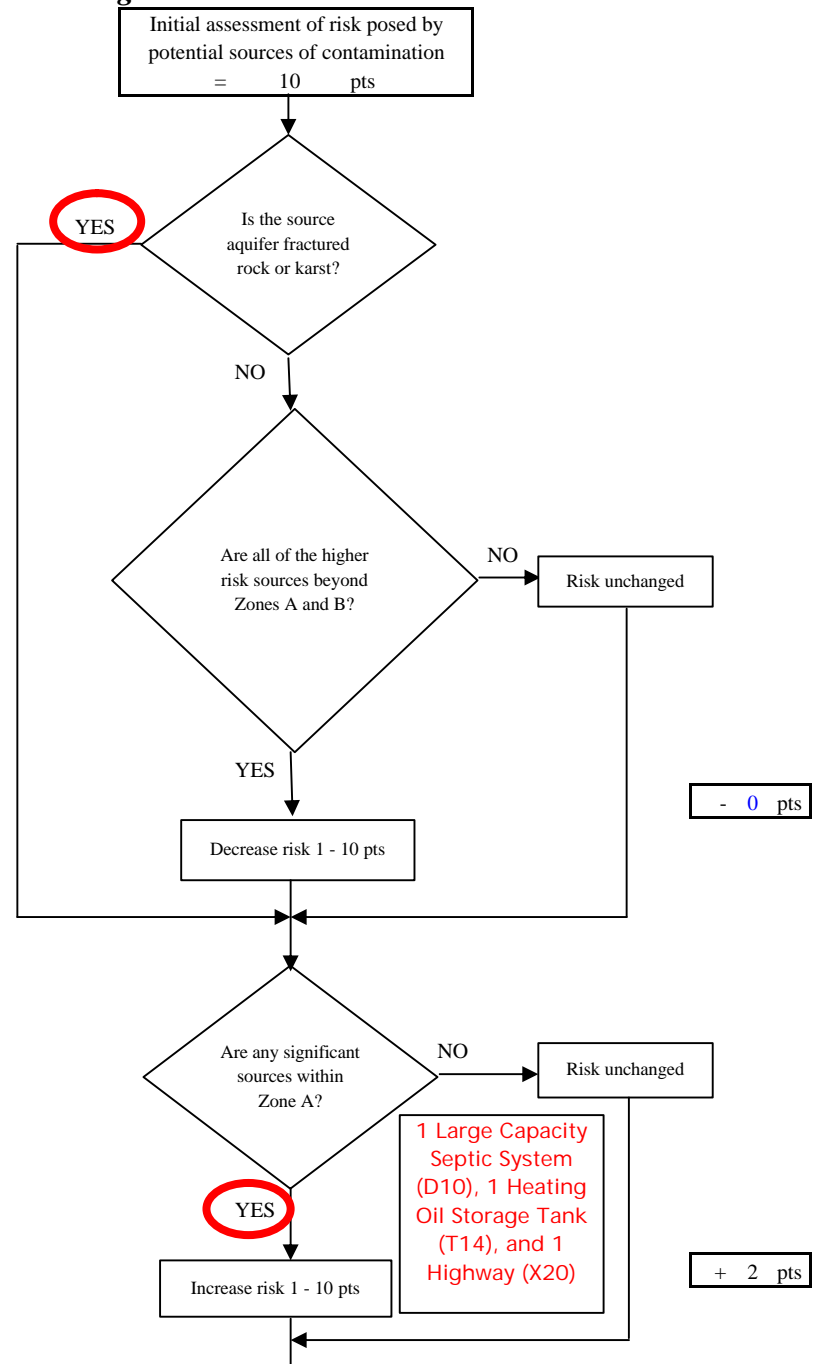 Initial assessment of risk posed by
potential sources of contamination
= 10 pts
YES
Is the source
aquifer fractured
rock or karst?
NO
Are all of the higher
risk sources beyond
Zones A and B?
NO
Risk unchanged
YES
- 0 pts
Decrease risk 1 - 10 pts
Are any significant
sources within
Zone A?
NO
Risk unchanged
1 Large Capacity
Septic System
(D10), 1 Heating
Oil Storage Tank
(T14), and 1
Highway (X20)
YES
+ 2 pts
Increase risk 1 - 10 pts